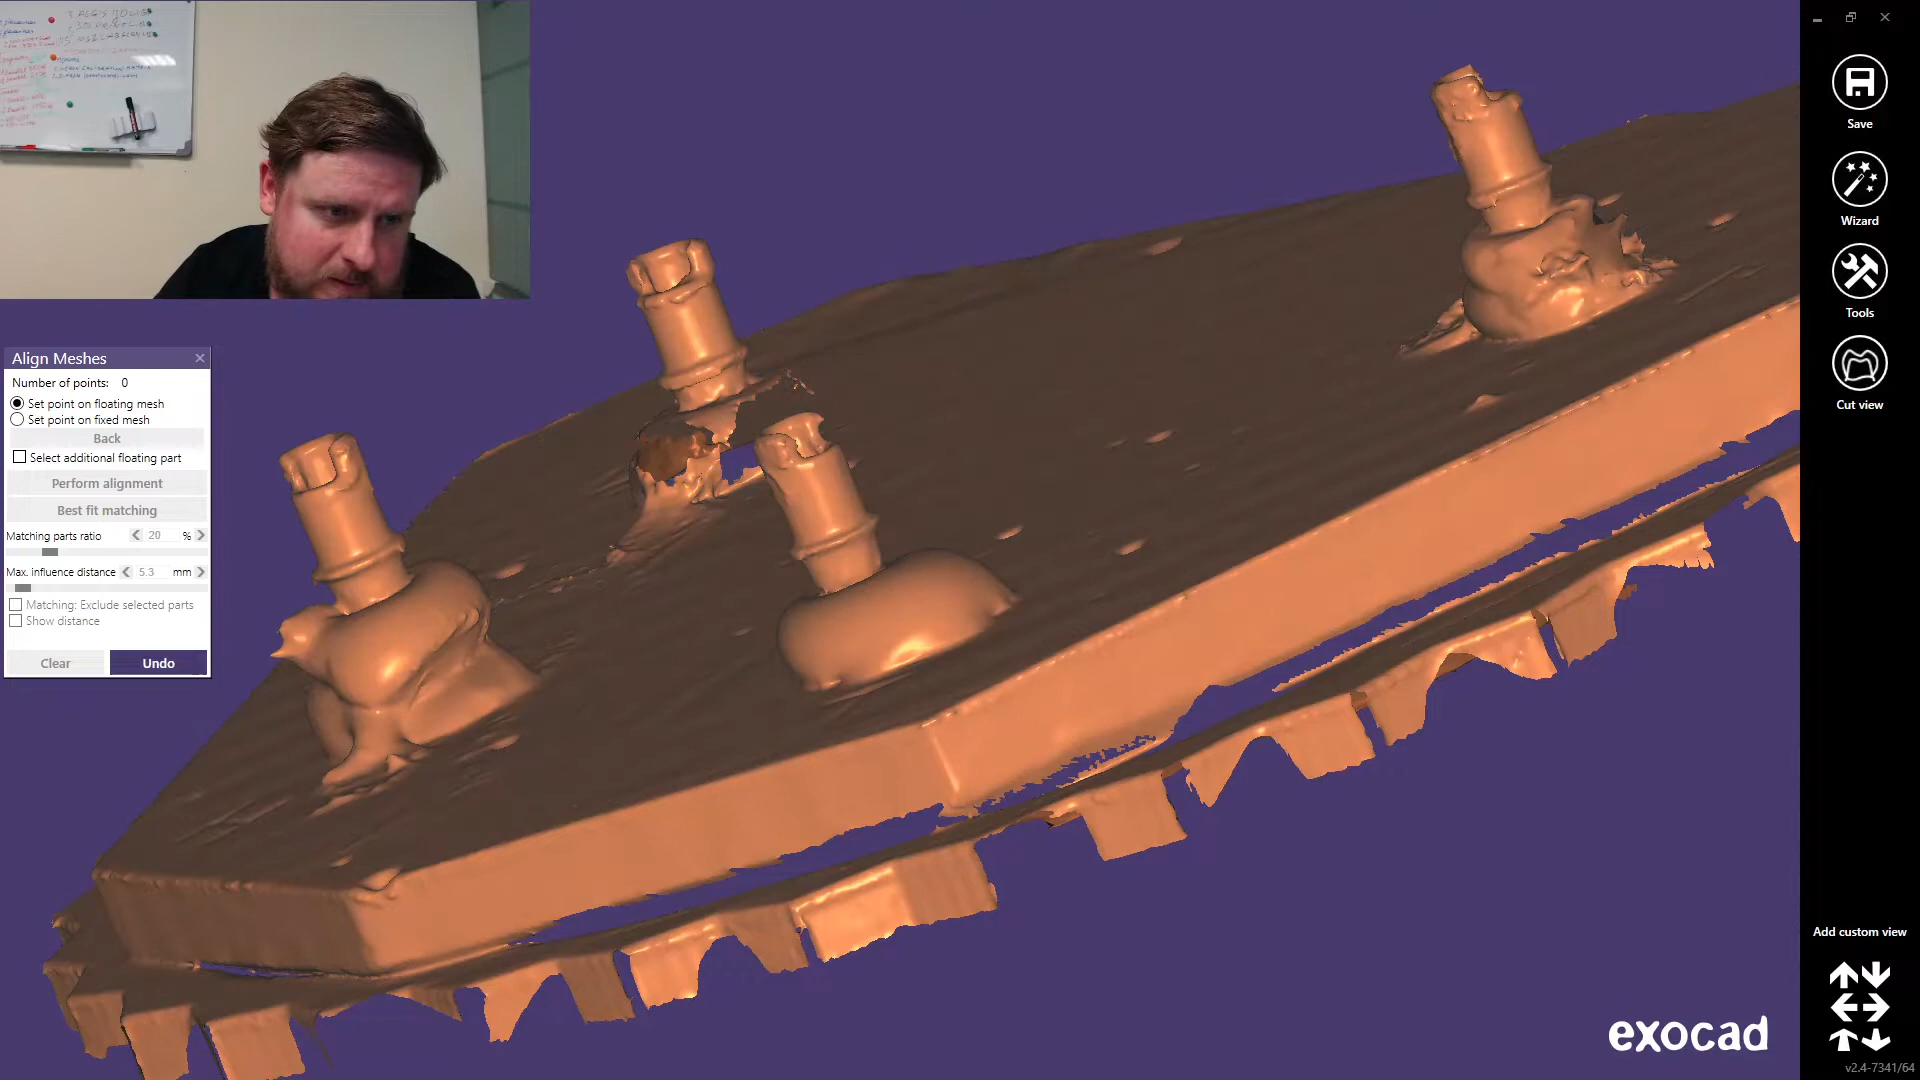 Save
Wizard
Tools
Cut view
Align Meshes
Number of points: 0
Set point on floating mesh
Set point on fixed mesh
Back
Select additional floating part
Perform alignment
Best fit matching
Matching parts ratio 20 %
Max. influence distance 5.3 mm
Matching: Exclude selected parts
Show distance
Clear Undo
Add custom view
exocad
v2.4-7341/64